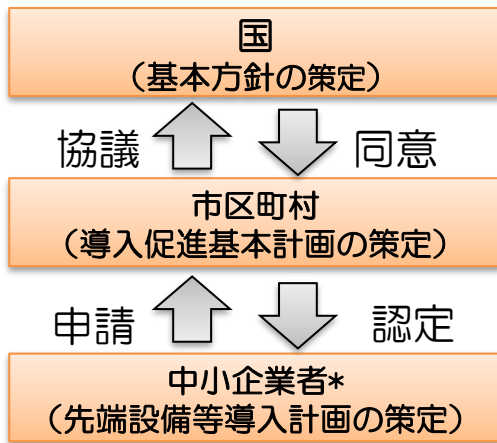 国
（基本方針の策定）
協議 同意
市区町村
（導入促進基本計画の策定）
申請 認定
中小企業者*
（先端設備等導入計画の策定）